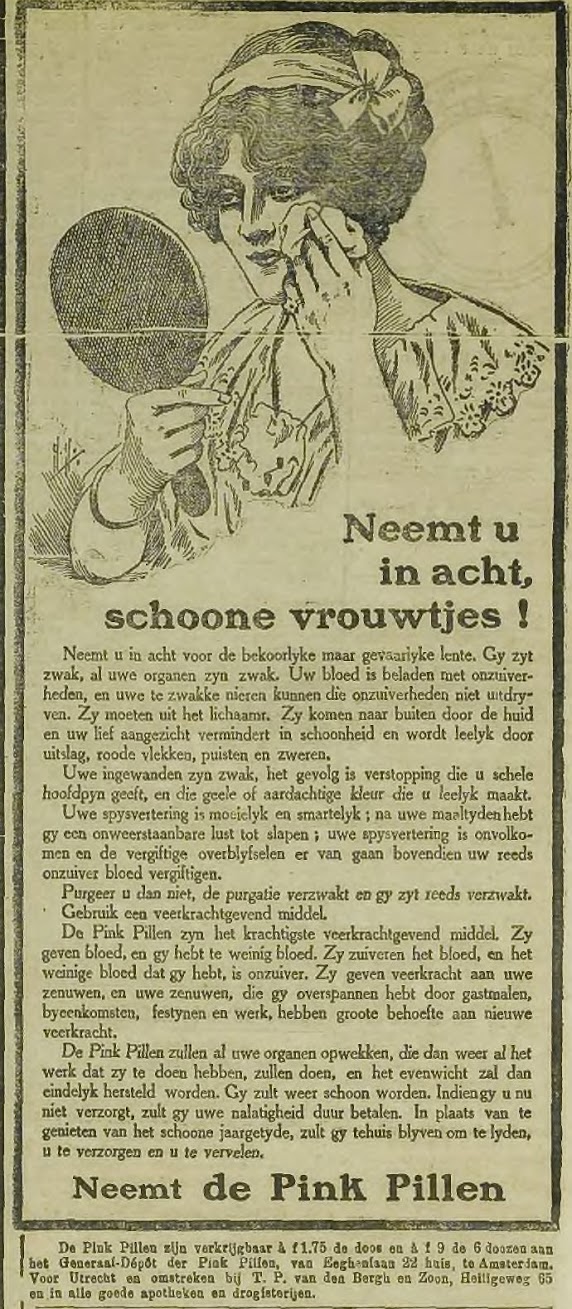 Neemt u
in acht,
schoone vrouwtjes !
Neemt u in acht voor de bekoorlyke maar gevaarlyke lente. Gy zyt
zwak, al uwe organen zyn zwak. Uw bloed is beladen met onzuiver-
heden, en uwe te zwakke nieren kunnen die onzuiverheden niet uitdry-
ven. Zy moeten uit het lichaamr. Zy komen naar buiten door de huid
en uw lief aangezicht vermindert in schoonheid en wordt leelyk door
uitslag, roode vlekken, puisten en zweren.
Uwe ingewanden zyn zwak, het gevolg is verstopping die u schele
hoofdpyn geeft, en die geele of aardachtige kleur die u leelyk maakt.
Uwe spysvertering is moeielyk en smartelyk ; na uwe maaltyden hebt
gy een onweerstaanbare lust tot slapen ; uwe spysvertering is onvolko-
men en de vergiftige overblyfselen er van gaan bovendien uw reeds
onzuiver bloed vergiftigen.
Purgeer u dan niet, de purgatie verzwakt en gy zyt reeds verzwakt.
Gebruik een veerkrachtgevend middel.
De Pink Pillen zyn het krachtigste veerkrachtgevend middel. Zy
geven bloed, en gy hebt te weinig bloed. Zy zuiveren het bloed, en het
weinige bloed dat gy hebt, is onzuiver. Zy geven veerkracht aan uwe
zenuwen, en uwe zenuwen, die gy overspannen hebt door gastmalen,
byeenkomsten, festynen en werk, hebben groote behoefte aan nieuwe
veerkracht.
De Pink Pillen zullen al uwe organen opwekken, die dan weer al het
werk dat zy te doen hebben, zullen doen, en het evenwicht zal dan
eindelyk hersteld worden. Gy zult weer schoon worden. Indien gy u nu
niet verzorgt, zult gy uwe nalatigheid duur betalen. In plaats van te
genieten van het schoone jaargetyde, zult gy tehuis blyven om te lyden,
u te verzorgen en u te vervelen.
Neemt de Pink Pillen
De Pink Pillen zijn verkrijgbaar à f 1.75 de doos en à f 9 de 6 doozen aan
het Generaal-Dépôt der Pink Pillen, van Eeghenlaan 22 huis, te Amsterdam.
Voor Utrecht en omstreken bij T. P. van den Bergh en Zoon, Heiligeweg 65
en in alle goede apotheken en drogisterijen.